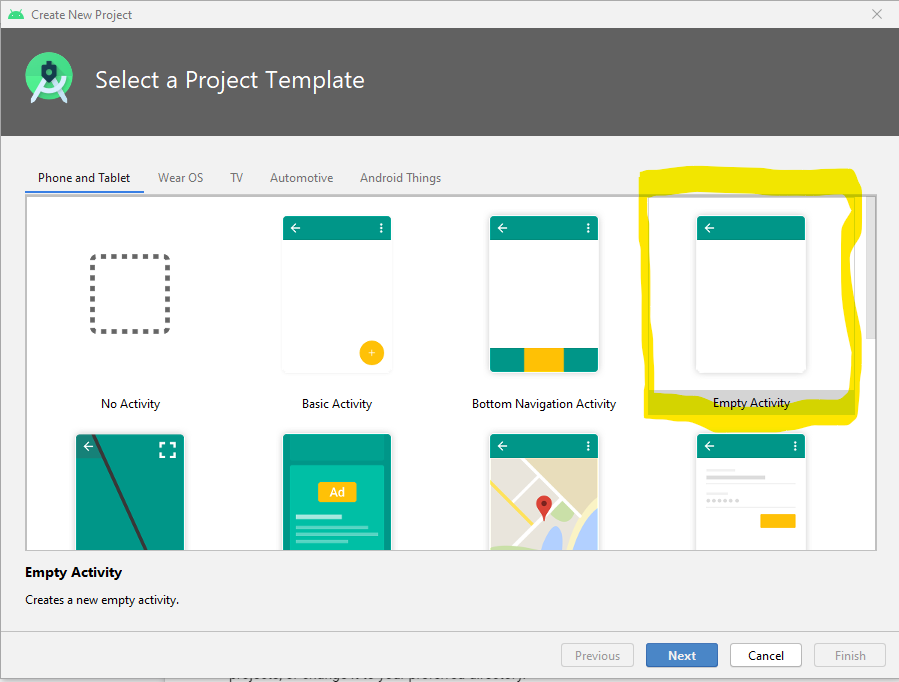 Create New Project
Select a Project Template
Phone and Tablet Wear OS TV Automotive Android Things
No Activity Basic Activity Bottom Navigation Activity Empty Activity
Ad
Empty Activity
Creates a new empty activity.
Previous Next Cancel Finish
projects, or change it to your preferred directory.